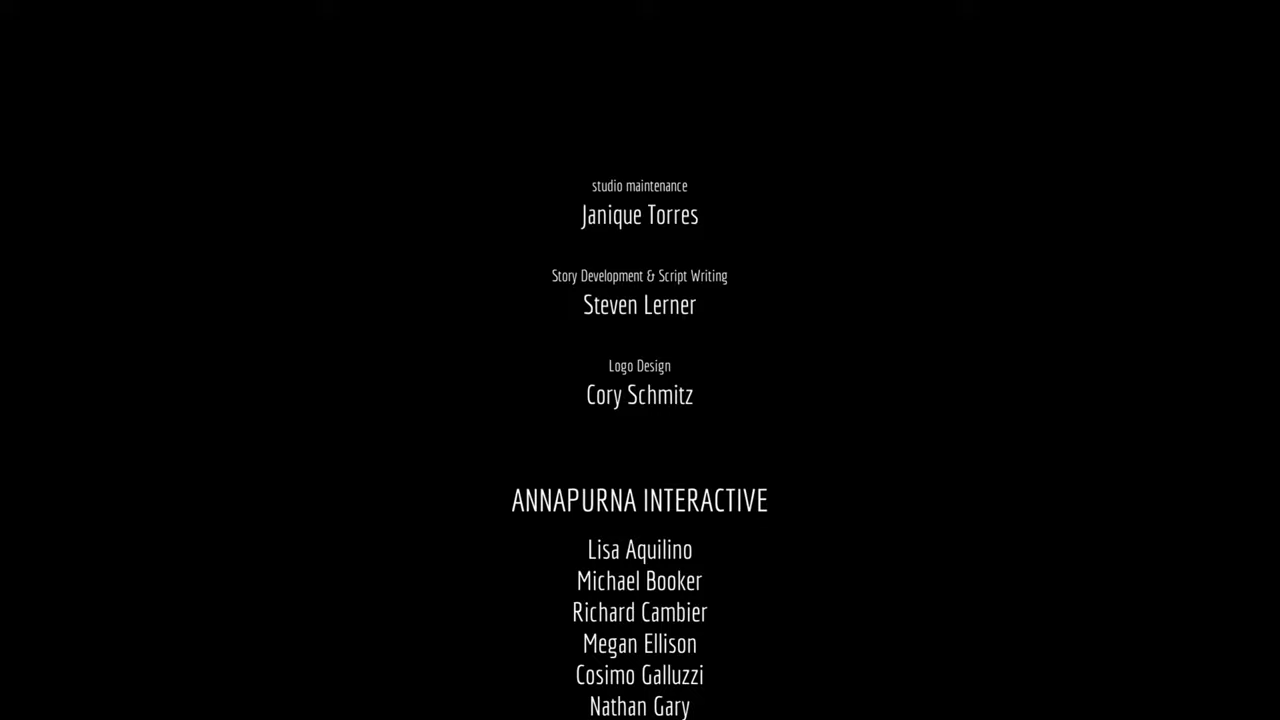 studio maintenance
Janique Torres
Story Development & Script Writing
Steven Lerner
Logo Design
Cory Schmitz
ANNAPURNA INTERACTIVE
Lisa Aquilino
Michael Booker
Richard Cambier
Megan Ellison
Cosimo Galluzzi
Nathan Gary